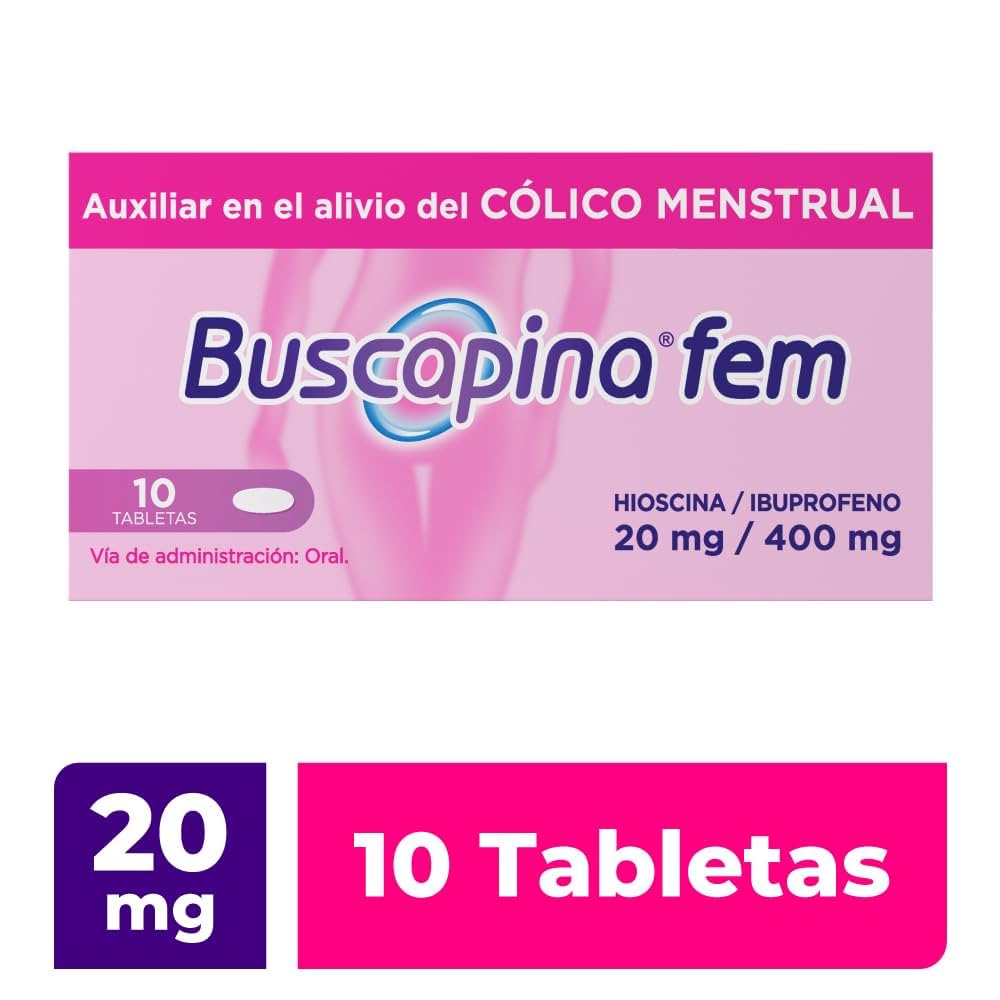 Auxiliar en el alivio del CÓLICO MENSTRUAL
Buscapina® fem
10
TABLETAS
Vía de administración: Oral.
HIOSCINA / IBUPROFENO
20 mg / 400 mg
20
mg
10 Tabletas